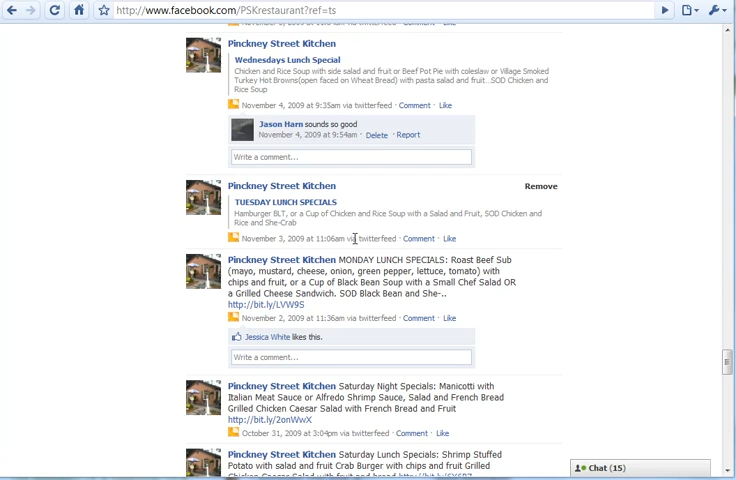 http://www.facebook.com/PSKrestaurant?ref=ts
Pinckney Street Kitchen
Wednesdays Lunch Special
Chicken and Rice Soup with side salad and fruit or Beef Pot Pie with coleslaw or Village Smoked
Turkey Hot Browns(open faced on Wheat Bread) with pasta salad and fruit...SOD Chicken and
Rice Soup
November 4, 2009 at 9:35am via twitterfeed · Comment · Like
Jason Harn sounds so good
November 4, 2009 at 9:54am · Delete · Report
Write a comment...
Pinckney Street Kitchen
Remove
TUESDAY LUNCH SPECIALS
Hamburger BLT, or a Cup of Chicken and Rice Soup with a Salad and Fruit, SOD Chicken and
Rice and She-Crab
November 3, 2009 at 11:06am via twitterfeed · Comment · Like
Pinckney Street Kitchen MONDAY LUNCH SPECIALS: Roast Beef Sub
(mayo, mustard, cheese, onion, green pepper, lettuce, tomato) with
chips and fruit, or a Cup of Black Bean Soup with a Small Chef Salad OR
a Grilled Cheese Sandwich. SOD Black Bean and She-..
http://bit.ly/LVW9S
November 2, 2009 at 11:36am via twitterfeed · Comment · Like
Jessica White likes this.
Write a comment...
Pinckney Street Kitchen Saturday Night Specials: Manicotti with
Italian Meat Sauce or Alfredo Shrimp Sauce, Salad and French Bread
Grilled Chicken Caesar Salad with French Bread and Fruit
http://bit.ly/2onWwX
October 31, 2009 at 3:04pm via twitterfeed · Comment · Like
Pinckney Street Kitchen Saturday Lunch Specials: Shrimp Stuffed
Potato with salad and fruit Crab Burger with chips and fruit Grilled
Chicken Caesar Salad with fruit and bread
Chat (15)